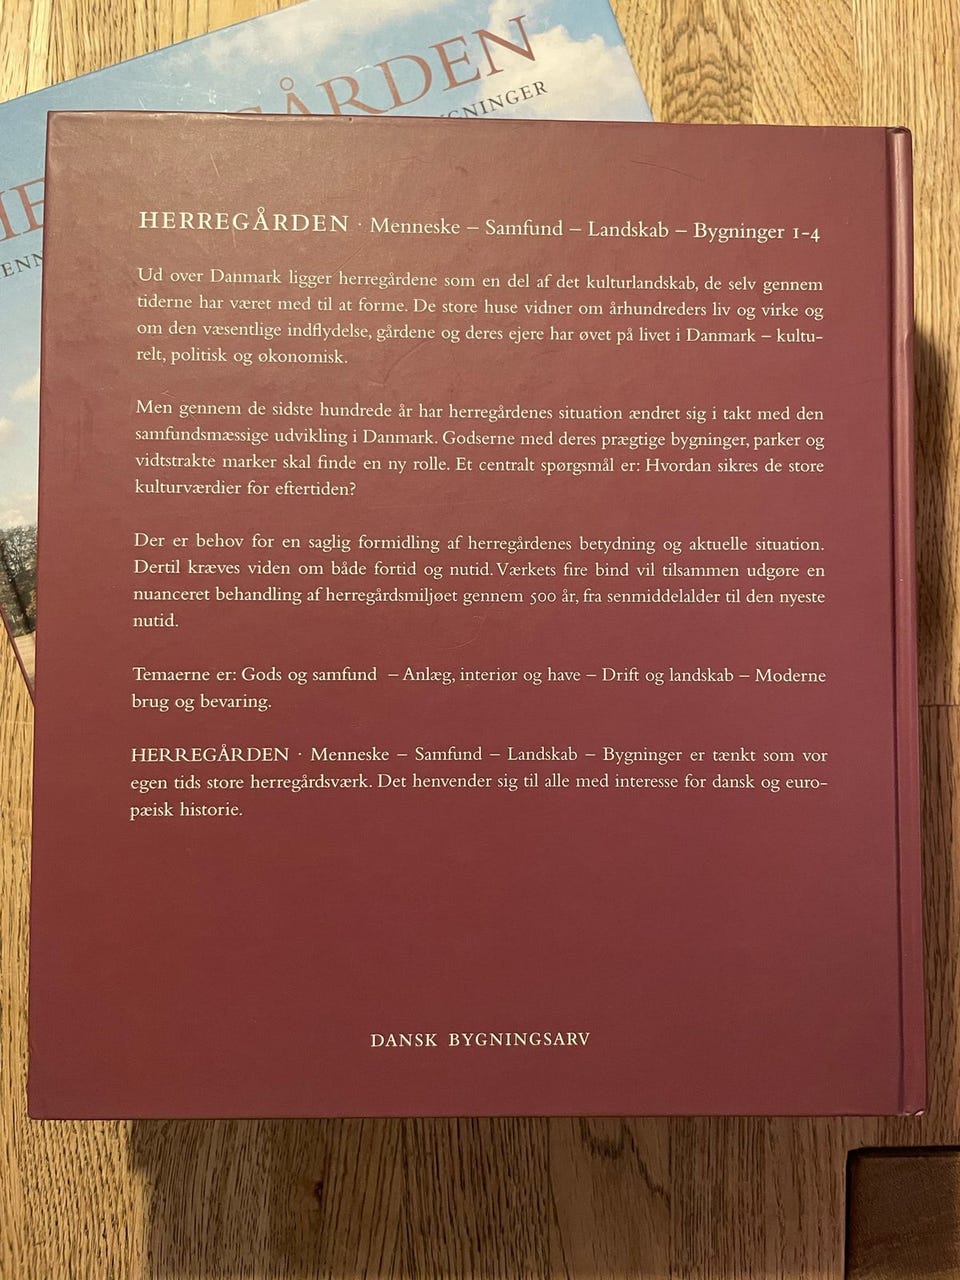 GÅRDEN
YGNINGER
HERREGÅRDEN · Menneske – Samfund – Landskab – Bygninger 1-4
Ud over Danmark ligger herregårdene som en del af det kulturlandskab, de selv gennem
tiderne har været med til at forme. De store huse vidner om århundreders liv og virke og
om den væsentlige indflydelse, gårdene og deres ejere har øvet på livet i Danmark – kultu-
relt, politisk og økonomisk.
Men gennem de sidste hundrede år har herregårdenes situation ændret sig i takt med den
samfundsmæssige udvikling i Danmark. Godserne med deres prægtige bygninger, parker og
vidtstrakte marker skal finde en ny rolle. Et centralt spørgsmål er: Hvordan sikres de store
kulturværdier for eftertiden?
Der er behov for en saglig formidling af herregårdenes betydning og aktuelle situation.
Dertil kræves viden om både fortid og nutid. Værkets fire bind vil tilsammen udgøre en
nuanceret behandling af herregårdsmiljøet gennem 500 år, fra senmiddelalder til den nyeste
nutid.
Temaerne er: Gods og samfund – Anlæg, interiør og have – Drift og landskab – Moderne
brug og bevaring.
HERREGÅRDEN · Menneske – Samfund – Landskab – Bygninger er tænkt som vor
egen tids store herregårdsværk. Det henvender sig til alle med interesse for dansk og euro-
pæisk historie.
DANSK BYGNINGSARV